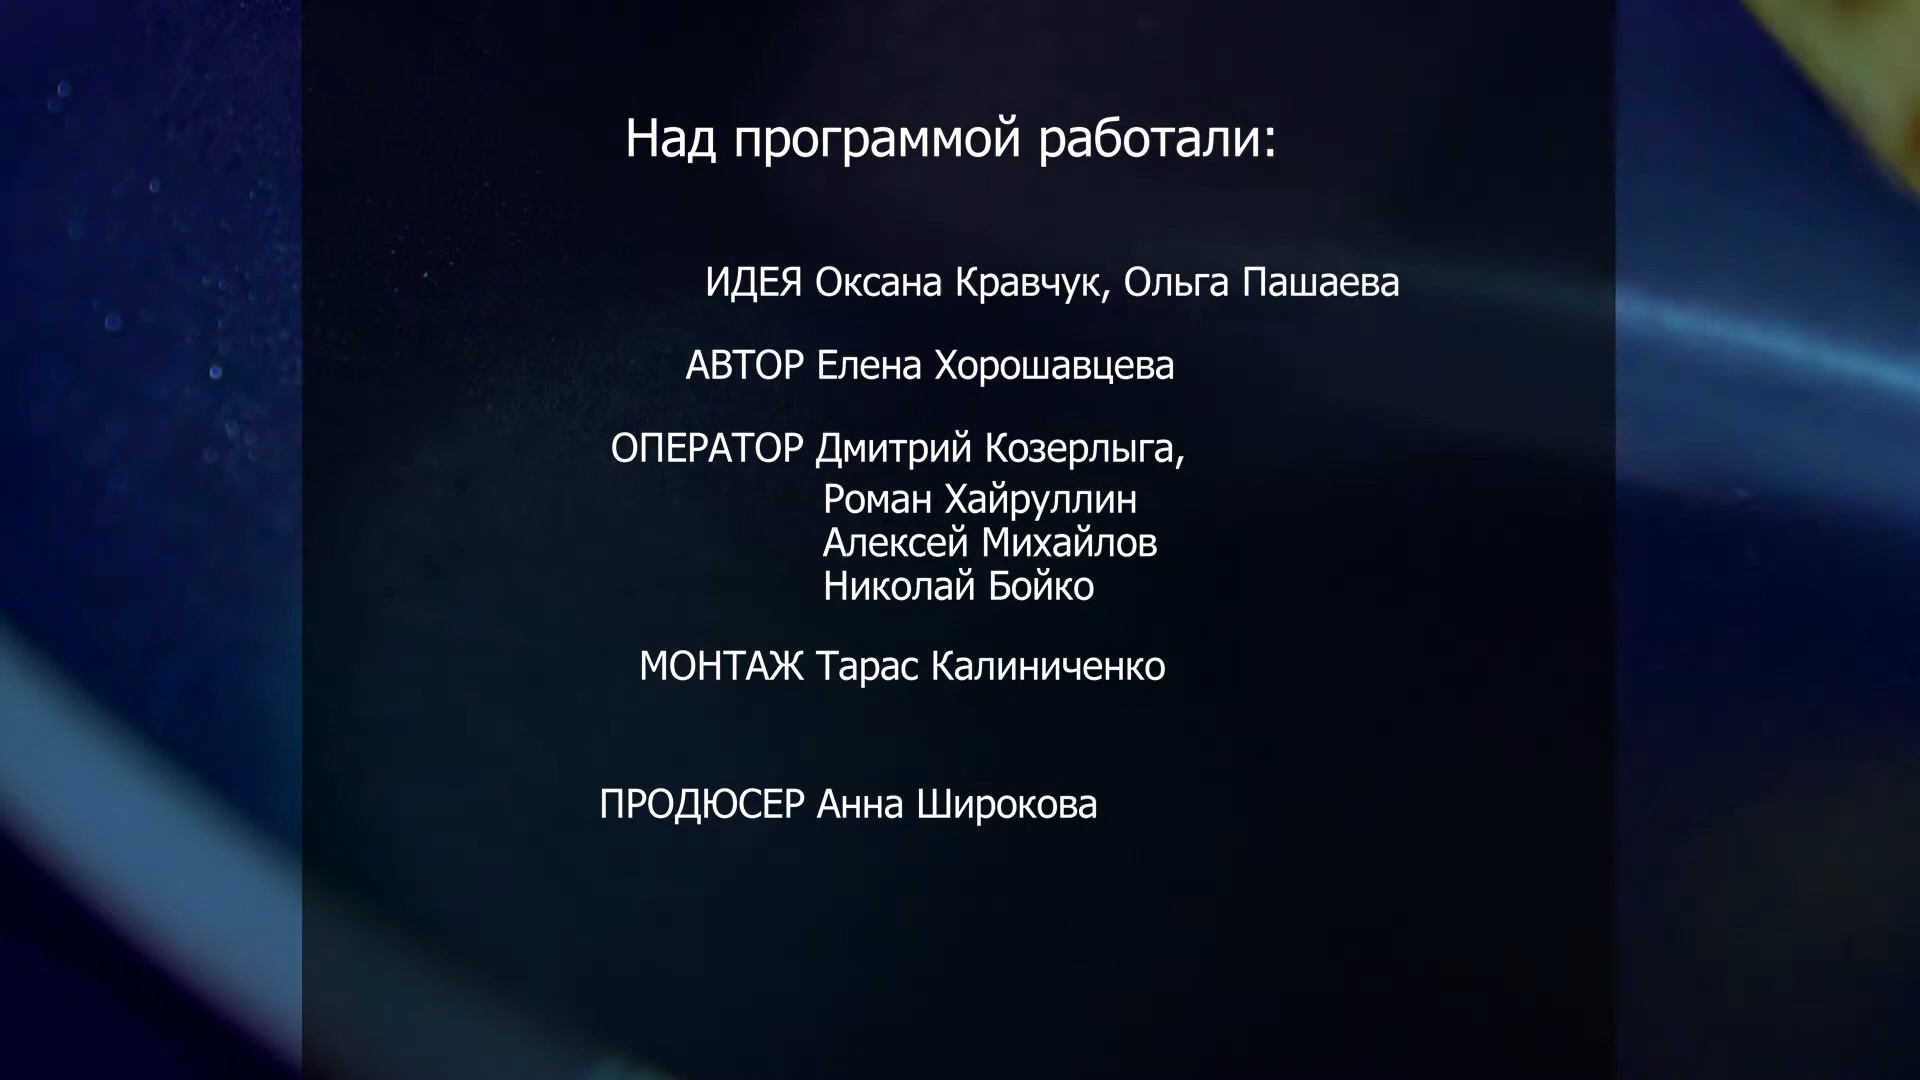 Над программой работали:
ИДЕЯ Оксана Кравчук, Ольга Пашаева
АВТОР Елена Хорошавцева
ОПЕРАТОР Дмитрий Козерлыга,
Роман Хайруллин
Алексей Михайлов
Николай Бойко
МОНТАЖ Тарас Калиниченко
ПРОДЮСЕР Анна Широкова